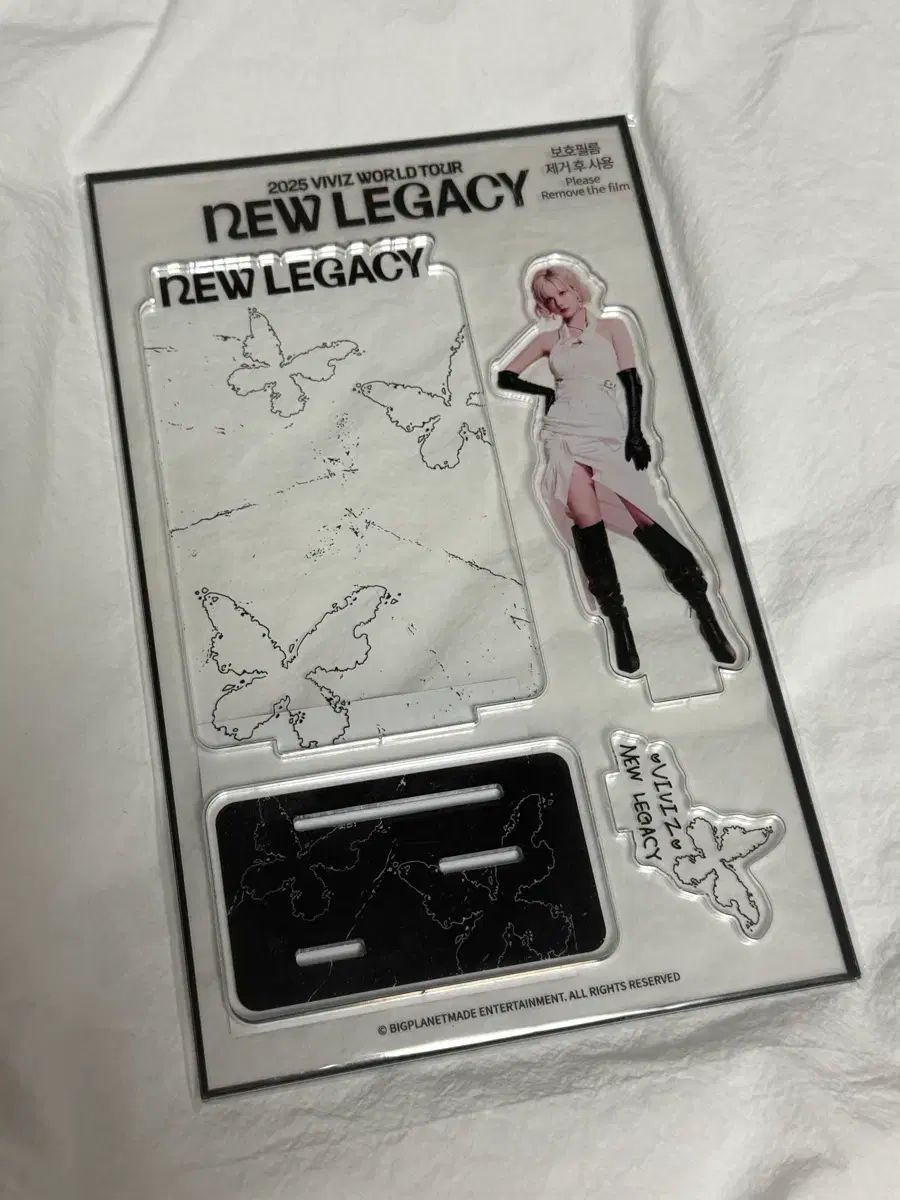 2025 VIVIZ WORLD TOUR
NEW LEGACY
보호필름
제거 후 사용
Please
Remove the film
NEW LEGACY
♥VIVIZ♥
NEW LEGACY
© BIGPLANETMADE ENTERTAINMENT. ALL RIGHTS RESERVED